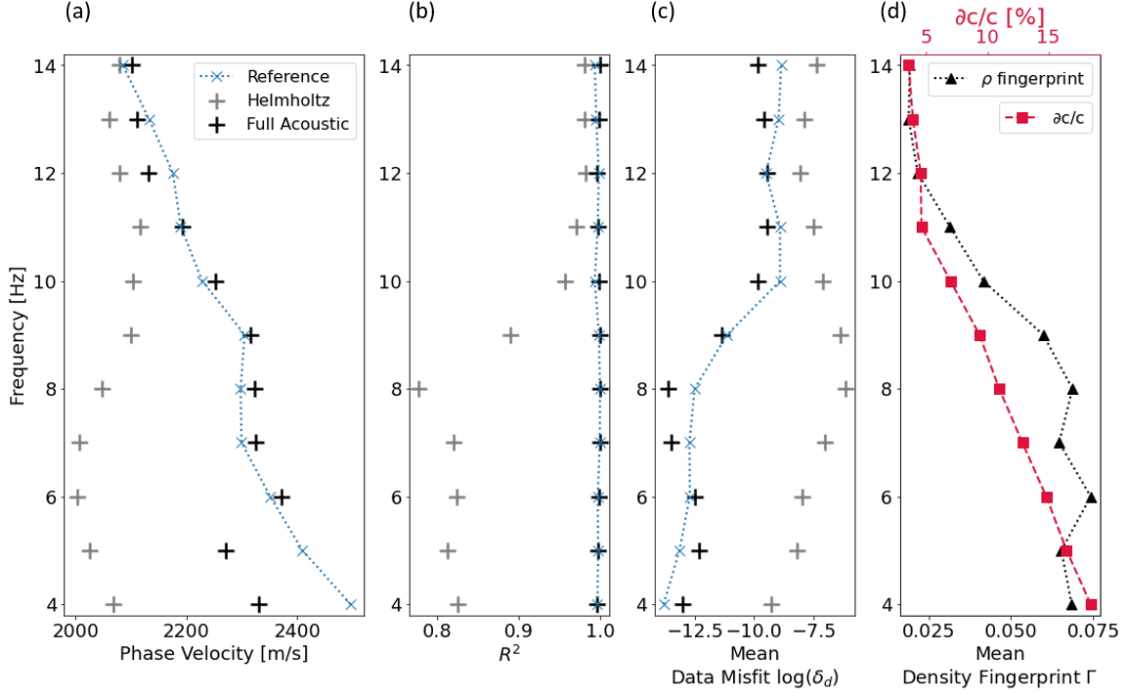 (a)
(b)
(c)
(d)
∂c/c [%]
5 10 15
14
12
10
8
6
4
Frequency [Hz]
Reference
Helmholtz
Full Acoustic
ρ fingerprint
∂c/c
2000 2200 2400
Phase Velocity [m/s]
0.8 0.9 1.0
R²
−12.5 −10.0 −7.5
Mean
Data Misfit log(δ_d)
0.025 0.050 0.075
Mean
Density Fingerprint Γ